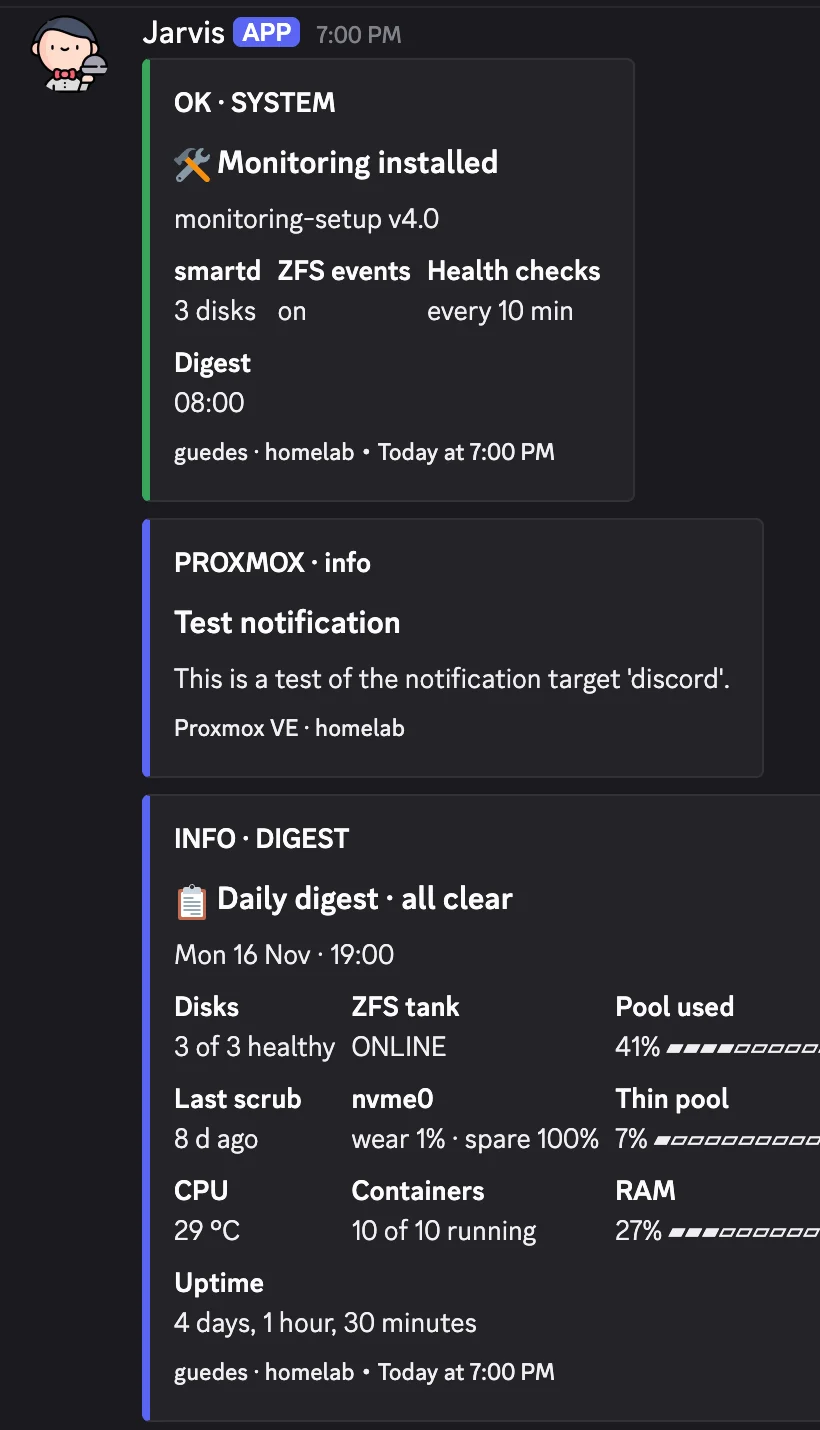 Jarvis APP 7:00 PM
OK · SYSTEM
🛠️ Monitoring installed
monitoring-setup v4.0
smartd ZFS events Health checks
3 disks on every 10 min
Digest
08:00
guedes · homelab • Today at 7:00 PM
PROXMOX · info
Test notification
This is a test of the notification target 'discord'.
Proxmox VE · homelab
INFO · DIGEST
📋 Daily digest · all clear
Mon 16 Nov · 19:00
Disks ZFS tank Pool used
3 of 3 healthy ONLINE 41% ▰▰▰▰▱▱▱▱▱
Last scrub nvme0 Thin pool
8 d ago wear 1% · spare 100% 7% ▰▱▱▱▱▱▱▱▱▱
CPU Containers RAM
29 °C 10 of 10 running 27% ▰▰▰▱▱▱▱▱▱
Uptime
4 days, 1 hour, 30 minutes
guedes · homelab • Today at 7:00 PM